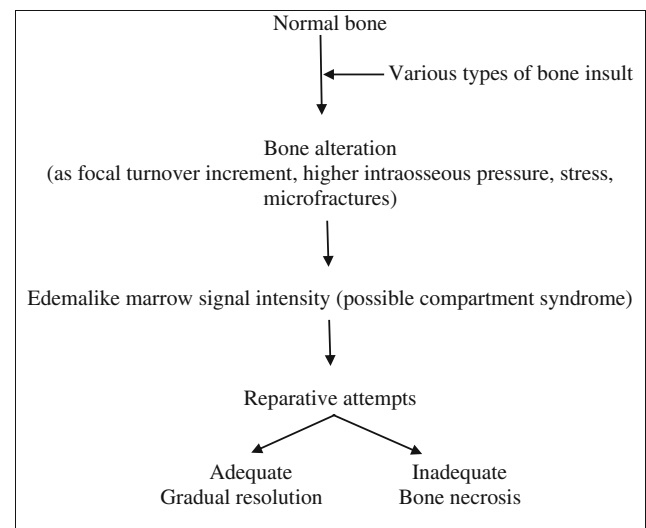 Normal bone
Various types of bone insult
Bone alteration
(as focal turnover increment, higher intraosseous pressure, stress,
microfractures)
Edemalike marrow signal intensity (possible compartment syndrome)
Reparative attempts
Adequate
Gradual resolution
Inadequate
Bone necrosis